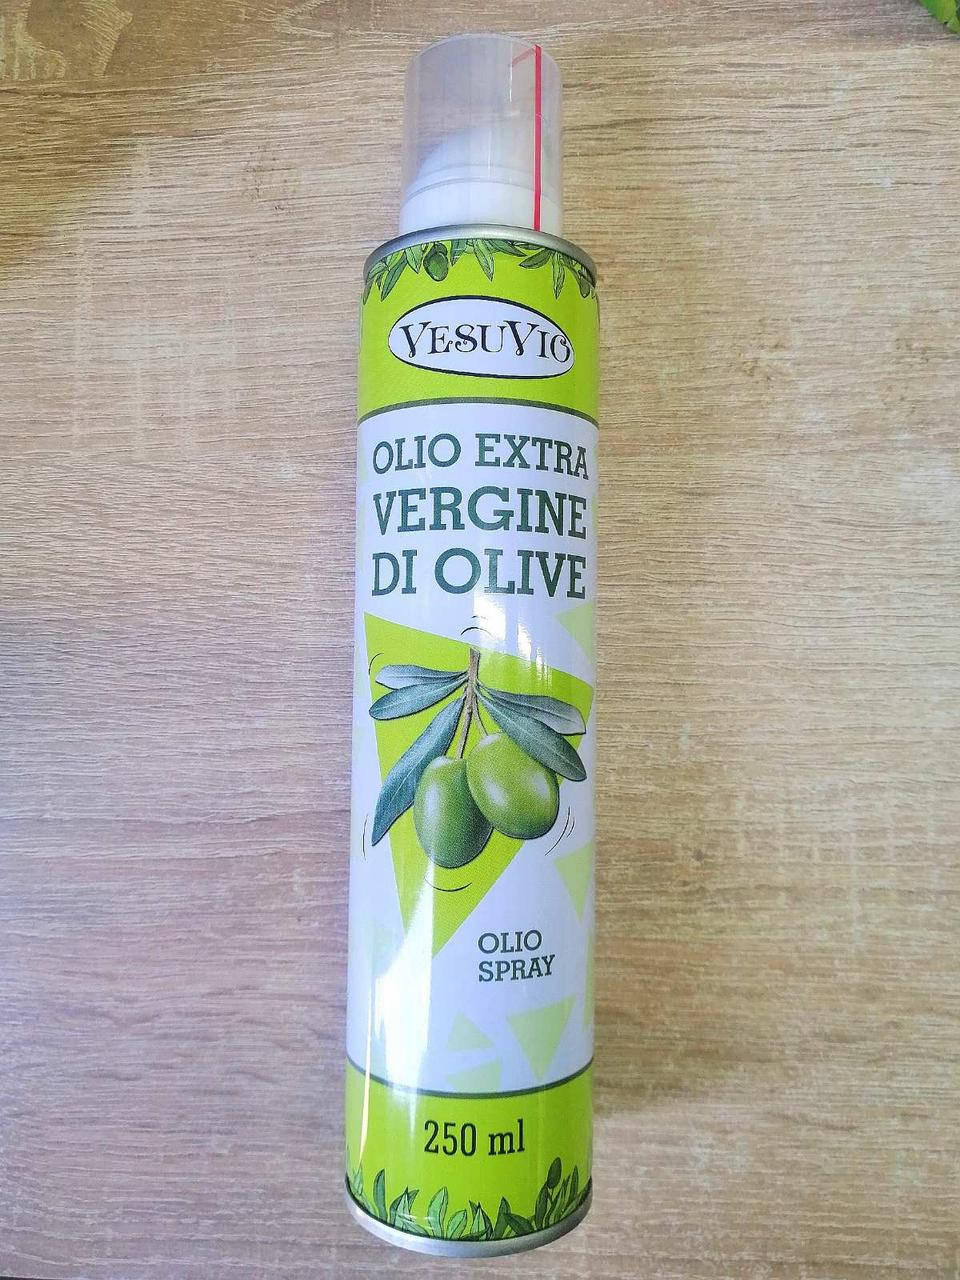 VESUVIO
OLIO EXTRA
VERGINE
DI OLIVE
OLIO
SPRAY
250 ml